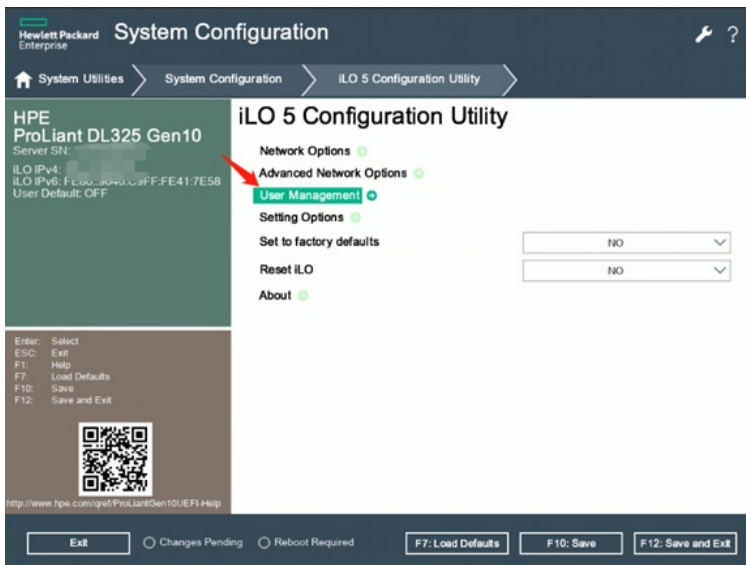 Hewlett Packard
Enterprise
System Configuration
?
System Utilities
System Configuration
iLO 5 Configuration Utility
HPE
ProLiant DL325 Gen10
Server SN:
iLO IPv4:
iLO IPv6:
User Default: OFF
iLO 5 Configuration Utility
Network Options
Advanced Network Options
User Management
Setting Options
Set to factory defaults NO
Reset iLO NO
About
Enter: Select
ESC: Exit
F1: Help
F7: Load Defaults
F10: Save
F12: Save and Exit
http://www.hpe.com/qref/ProLiantGen10UEFI-Help
Exit
Changes Pending
Reboot Required
F7: Load Defaults
F10: Save
F12: Save and Exit